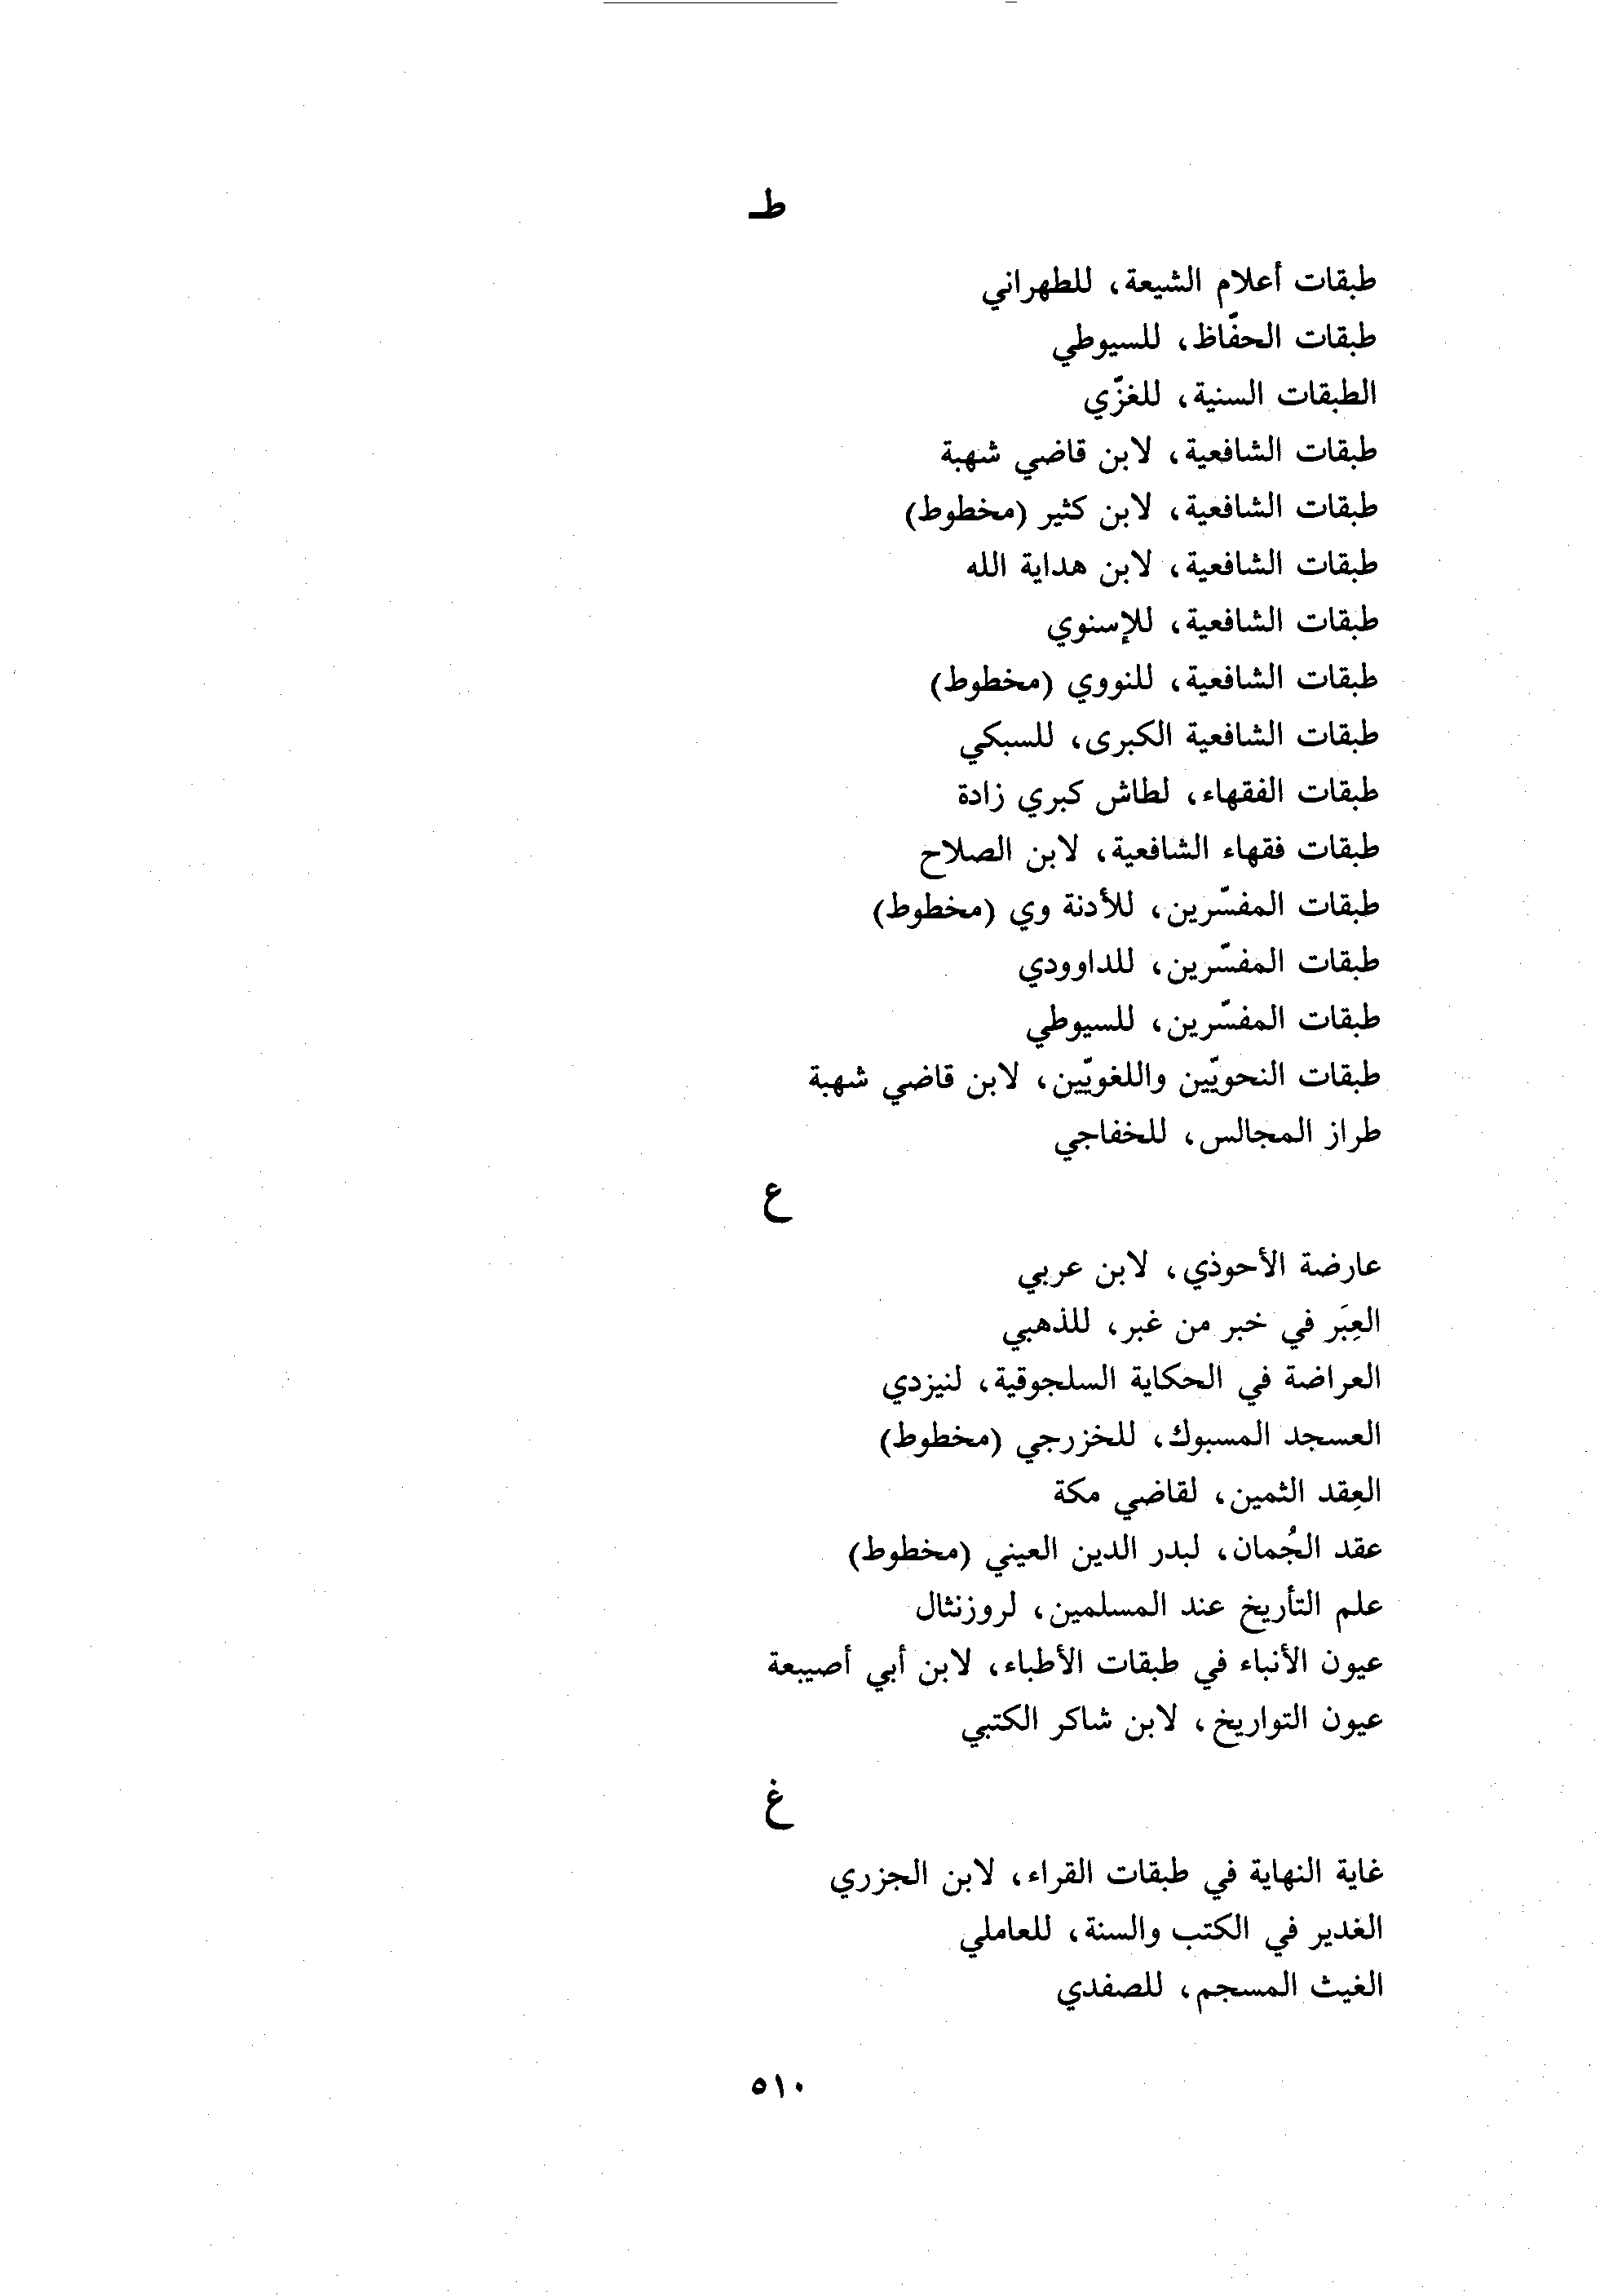 طـ
طبقات أعلام الشيعة، للطهراني
طبقات الحفّاظ، للسيوطي
الطبقات السنية، للغزّي
طبقات الشافعية، لابن قاضي شهبة
طبقات الشافعية، لابن كثير (مخطوط)
طبقات الشافعية، لابن هداية الله
طبقات الشافعية، للإسنوي
طبقات الشافعية، للنووي (مخطوط)
طبقات الشافعية الكبرى، للسبكي
طبقات الفقهاء، لطاش كبري زادة
طبقات فقهاء الشافعية، لابن الصلاح
طبقات المفسّرين، للأدنة وي (مخطوط)
طبقات المفسّرين، للداوودي
طبقات المفسّرين، للسيوطي
طبقات النحويّين واللغويّين، لابن قاضي شهبة
طراز المجالس، للخفاجي
ع
عارضة الأحوذي، لابن عربي
العِبَر في خبر من غبر، للذهبي
العراضة في الحكاية السلجوقية، لنيزدي
العسجد المسبوك، للخزرجي (مخطوط)
العِقد الثمين، لقاضي مكة
عقد الجُمان، لبدر الدين العيني (مخطوط)
علم التأريخ عند المسلمين، لروزنثال
عيون الأنباء في طبقات الأطباء، لابن أبي أصيبعة
عيون التواريخ، لابن شاكر الكتبي
غ
غاية النهاية في طبقات القراء، لابن الجزري
الغدير في الكتب والسنة، للعاملي
الغيث المسجم، للصفدي
٥١٠